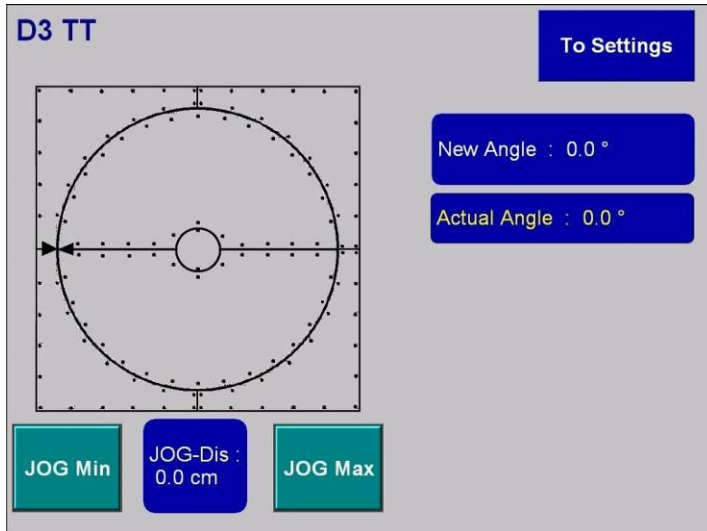 D3 TT
To Settings
New Angle : 0.0 °
Actual Angle : 0.0 °
JOG Min
JOG-Dis :
0.0 cm
JOG Max